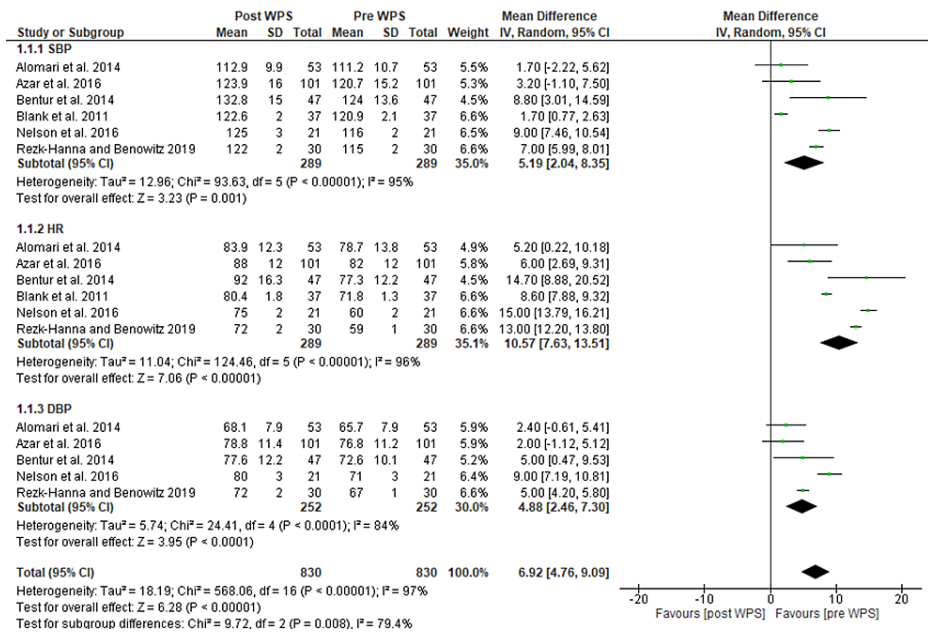 Post WPS Pre WPS Mean Difference Mean Difference
Study or Subgroup Mean SD Total Mean SD Total Weight IV, Random, 95% CI IV, Random, 95% CI
1.1.1 SBP
Alomari et al. 2014 112.9 9.9 53 111.2 10.7 53 5.5% 1.70 [-2.22, 5.62]
Azar et al. 2016 123.9 16 101 120.7 15.2 101 5.3% 3.20 [-1.10, 7.50]
Bentur et al. 2014 132.8 15 47 124 13.6 47 4.5% 8.80 [3.01, 14.59]
Blank et al. 2011 122.6 2 37 120.9 2.1 37 6.6% 1.70 [0.77, 2.63]
Nelson et al. 2016 125 3 21 116 2 21 6.6% 9.00 [7.46, 10.54]
Rezk-Hanna and Benowitz 2019 122 2 30 115 2 30 6.6% 7.00 [5.99, 8.01]
Subtotal (95% CI) 289 289 35.0% 5.19 [2.04, 8.35]
Heterogeneity: Tau² = 12.96; Chi² = 93.63, df = 5 (P < 0.00001); I² = 95%
Test for overall effect: Z = 3.23 (P = 0.001)
1.1.2 HR
Alomari et al. 2014 83.9 12.3 53 78.7 13.8 53 4.9% 5.20 [0.22, 10.18]
Azar et al. 2016 88 12 101 82 12 101 5.8% 6.00 [2.69, 9.31]
Bentur et al. 2014 92 16.3 47 77.3 12.2 47 4.5% 14.70 [8.88, 20.52]
Blank et al. 2011 80.4 1.8 37 71.8 1.3 37 6.6% 8.60 [7.88, 9.32]
Nelson et al. 2016 75 2 21 60 2 21 6.6% 15.00 [13.79, 16.21]
Rezk-Hanna and Benowitz 2019 72 2 30 59 1 30 6.6% 13.00 [12.20, 13.80]
Subtotal (95% CI) 289 289 35.1% 10.57 [7.63, 13.51]
Heterogeneity: Tau² = 11.04; Chi² = 124.46, df = 5 (P < 0.00001); I² = 96%
Test for overall effect: Z = 7.06 (P < 0.00001)
1.1.3 DBP
Alomari et al. 2014 68.1 7.9 53 65.7 7.9 53 5.9% 2.40 [-0.61, 5.41]
Azar et al. 2016 78.8 11.4 101 76.8 11.2 101 5.9% 2.00 [-1.12, 5.12]
Bentur et al. 2014 77.6 12.2 47 72.6 10.1 47 5.2% 5.00 [0.47, 9.53]
Nelson et al. 2016 80 3 21 71 3 21 6.5% 9.00 [7.19, 10.81]
Rezk-Hanna and Benowitz 2019 72 2 30 67 1 30 6.6% 5.00 [4.20, 5.80]
Subtotal (95% CI) 252 252 30.0% 4.88 [2.46, 7.30]
Heterogeneity: Tau² = 5.74; Chi² = 24.41, df = 4 (P < 0.0001); I² = 84%
Test for overall effect: Z = 3.95 (P < 0.0001)
Total (95% CI) 830 830 100.0% 6.92 [4.76, 9.09]
Heterogeneity: Tau² = 18.19; Chi² = 568.06, df = 16 (P < 0.00001); I² = 97%
Test for overall effect: Z = 6.28 (P < 0.00001)
Test for subgroup differences: Chi² = 9.72, df = 2 (P = 0.008), I² = 79.4%
-20 -10 0 10 20
Favours [post WPS] Favours [pre WPS]